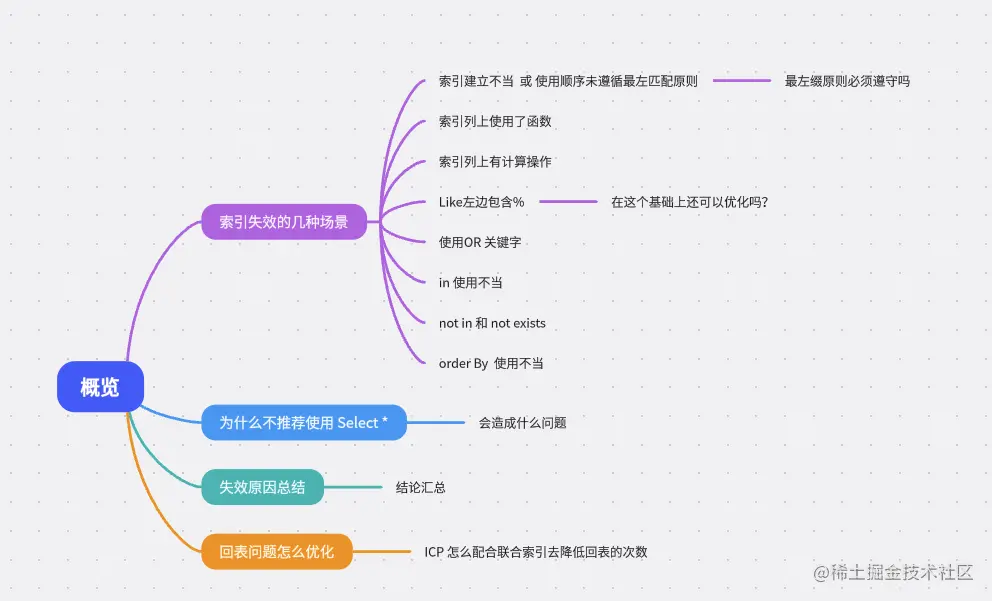 索引建立不当 或 使用顺序未遵循最左匹配原则
最左缀原则必须遵守吗
索引列上使用了函数
索引列上有计算操作
Like左边包含%
在这个基础上还可以优化吗?
索引失效的几种场景
使用OR 关键字
in 使用不当
not in 和 not exists
order By 使用不当
概览
为什么不推荐使用 Select *
会造成什么问题
失效原因总结
结论汇总
回表问题怎么优化
ICP 怎么配合联合索引去降低回表的次数
@稀土掘金技术社区